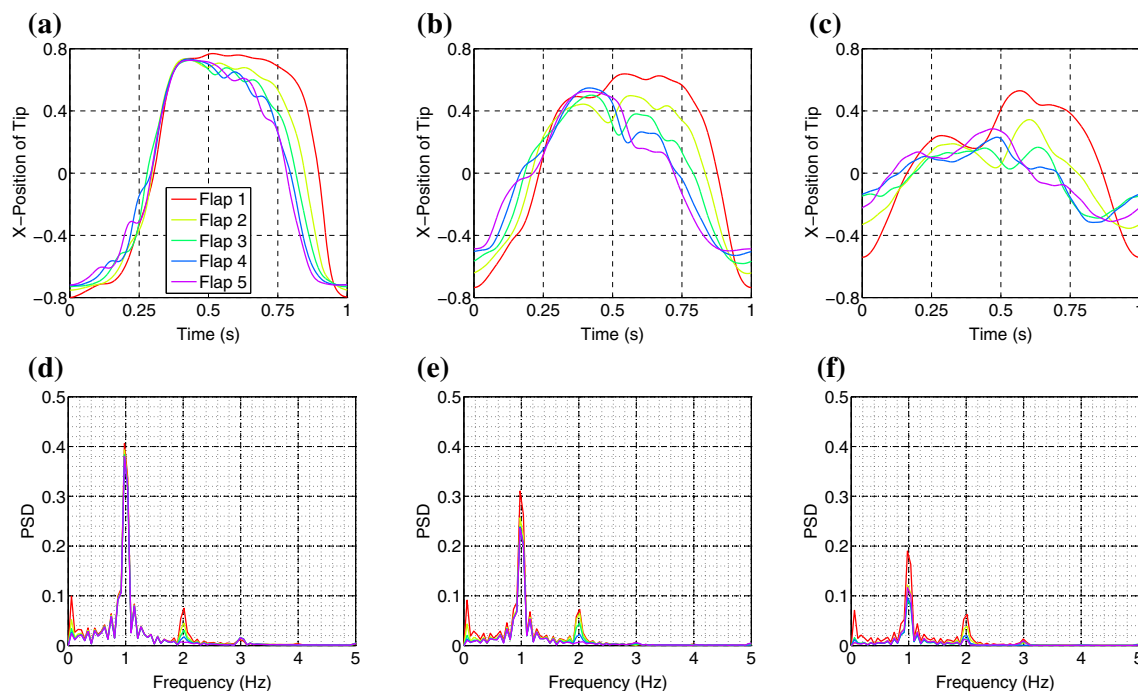 (a)
0.8
0.4
0
−0.4
−0.8
X−Position of Tip
0
0.25
0.5
0.75
1
Time (s)
Flap 1
Flap 2
Flap 3
Flap 4
Flap 5
(b)
0.8
0.4
0
−0.4
−0.8
X−Position of Tip
0
0.25
0.5
0.75
1
Time (s)
(c)
0.8
0.4
0
−0.4
−0.8
X−Position of Tip
0
0.25
0.5
0.75
1
Time (s)
(d)
0.5
0.4
0.3
0.2
0.1
0
PSD
0
1
2
3
4
5
Frequency (Hz)
(e)
0.5
0.4
0.3
0.2
0.1
0
PSD
0
1
2
3
4
5
Frequency (Hz)
(f)
0.5
0.4
0.3
0.2
0.1
0
PSD
0
1
2
3
4
5
Frequency (Hz)